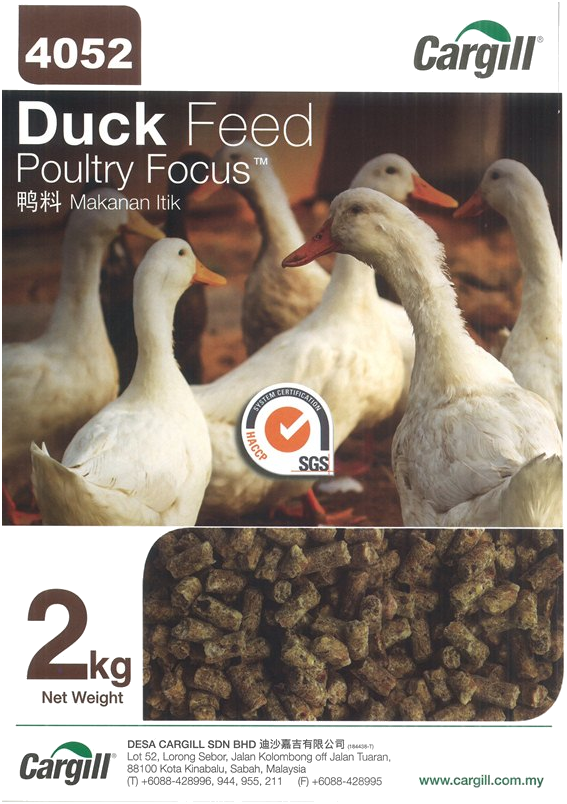 4052
Cargill®
Duck Feed
Poultry Focus™
鸭料 Makanan Itik
SYSTEM CERTIFICATION
HACCP
SGS
2kg
Net Weight
Cargill®
DESA CARGILL SDN BHD 迪沙嘉吉有限公司 (164438-T)
Lot 52, Lorong Sebor, Jalan Kolombong off Jalan Tuaran,
88100 Kota Kinabalu, Sabah, Malaysia
(T) +6088-428996, 944, 955, 211 (F) +6088-428995
www.cargill.com.my